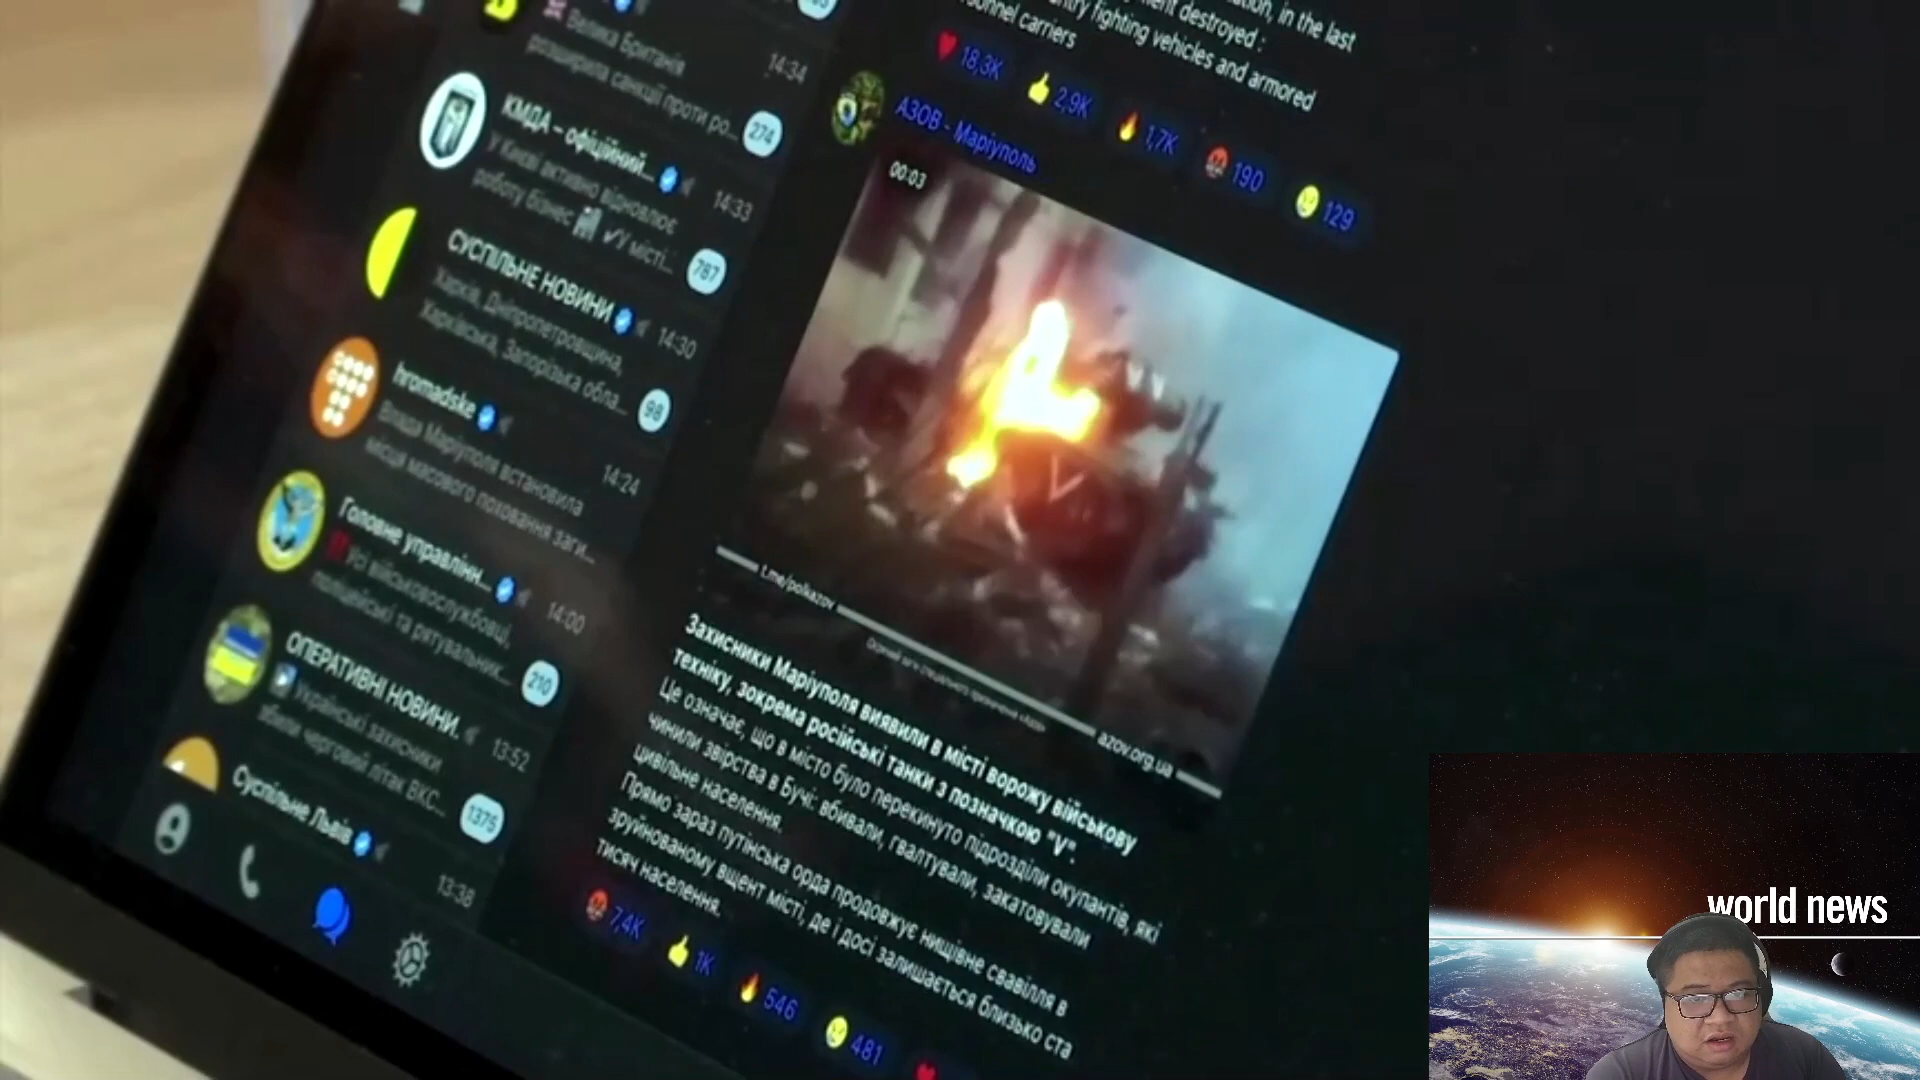 14:34
Велика Британія
розширила санкції проти ро...
274
КМДА – офіційний...
14:33
У Києві активно відновлює
роботу бізнес ✔У місті...
787
СУСПІЛЬНЕ НОВИНИ
14:30
Харків, Дніпропетровщина,
Харківська, Запорізька обла...
98
hromadske
14:24
Влада Маріуполя встановила
місця масового поховання заги...
Головне управлінн...
14:00
Усі військовослужбовці,
поліцейські та рятувальник...
210
ОПЕРАТИВНІ НОВИНИ.
13:52
Українські захисники
збили черговий літак ВКС...
1375
Суспільне Львів
13:38
in the last
destroyed :
fighting vehicles and armored
carriers
18,3K 2,9K 1,7K 190 129
АЗОВ - Маріуполь
00:03
V
t.me/polkazov
azov.org.ua
Захисники Маріуполя виявили в місті ворожу військову
техніку, зокрема російські танки з позначкою "V".
Це означає, що в місто було перекинуто підрозділи окупантів, які
чинили звірства в Бучі: вбивали, гвалтували, закатовували
цивільне населення.
Прямо зараз путінська орда продовжує нищівне свавілля в
зруйнованому вщент місті, де і досі залишається близько ста
тисяч населення.
7,4K 1K 546 481
world news